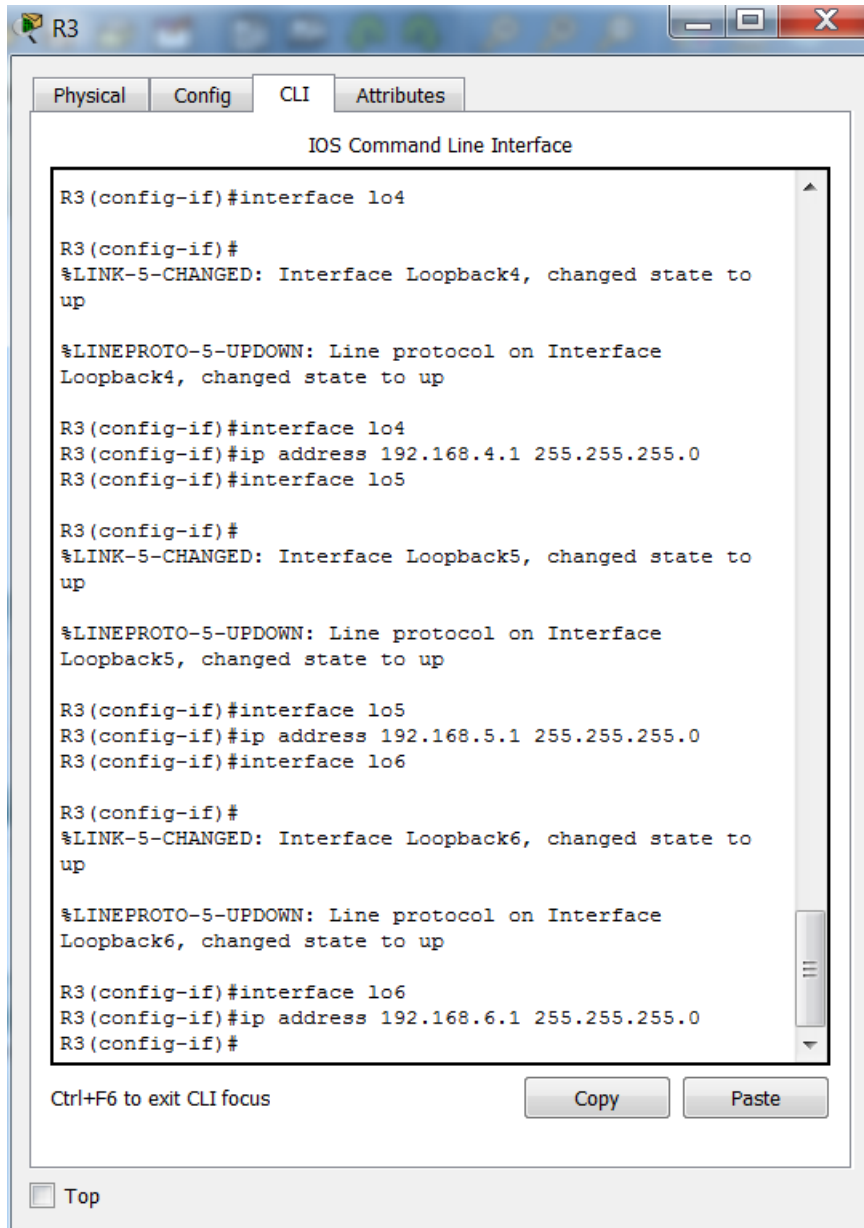 R3
Physical
Config
CLI
Attributes
IOS Command Line Interface
R3(config-if)#interface lo4
R3(config-if)#
%LINK-5-CHANGED: Interface Loopback4, changed state to
up
%LINEPROTO-5-UPDOWN: Line protocol on Interface
Loopback4, changed state to up
R3(config-if)#interface lo4
R3(config-if)#ip address 192.168.4.1 255.255.255.0
R3(config-if)#interface lo5
R3(config-if)#
%LINK-5-CHANGED: Interface Loopback5, changed state to
up
%LINEPROTO-5-UPDOWN: Line protocol on Interface
Loopback5, changed state to up
R3(config-if)#interface lo5
R3(config-if)#ip address 192.168.5.1 255.255.255.0
R3(config-if)#interface lo6
R3(config-if)#
%LINK-5-CHANGED: Interface Loopback6, changed state to
up
%LINEPROTO-5-UPDOWN: Line protocol on Interface
Loopback6, changed state to up
R3(config-if)#interface lo6
R3(config-if)#ip address 192.168.6.1 255.255.255.0
R3(config-if)#
Ctrl+F6 to exit CLI focus
Copy
Paste
Top